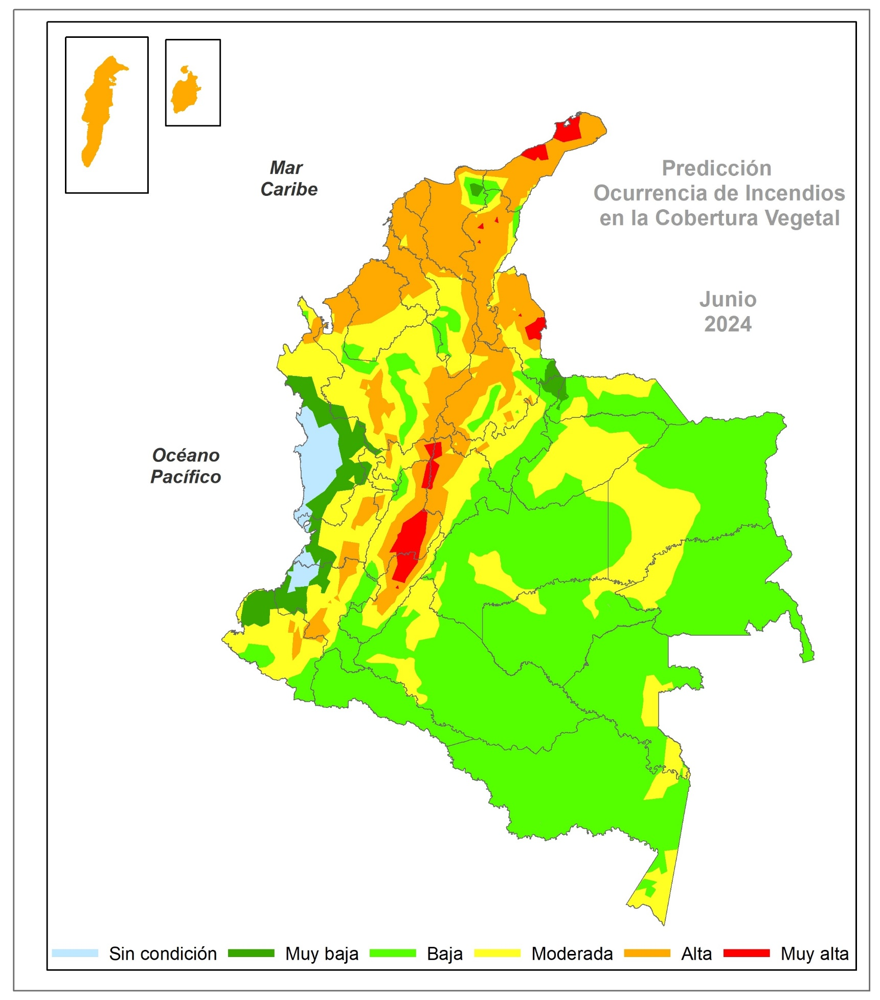 Mar
Caribe
Predicción
Ocurrencia de Incendios
en la Cobertura Vegetal
Junio
2024
Océano
Pacífico
Sin condición
Muy baja
Baja
Moderada
Alta
Muy alta